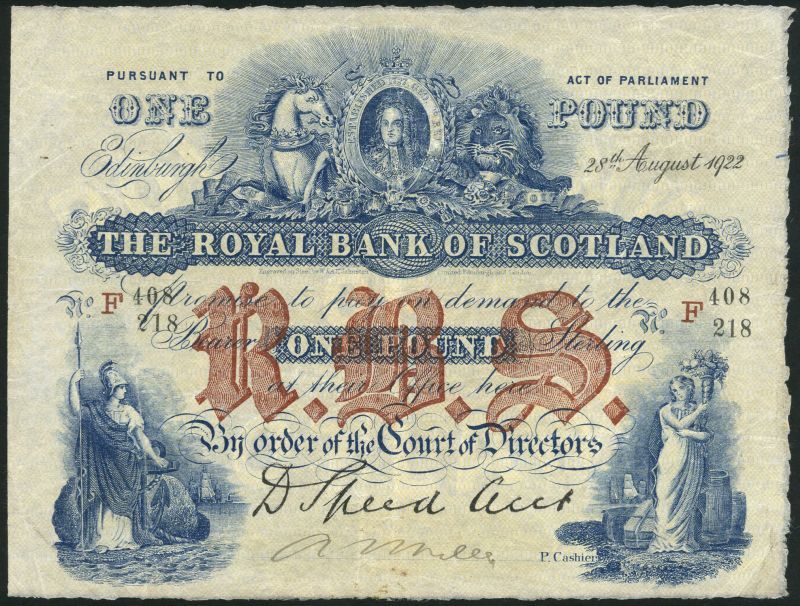 PURSUANT TO ACT OF PARLIAMENT
ONE POUND
ESTABLISHED
Edinburgh 28th August 1922
THE ROYAL BANK OF SCOTLAND
No. F 408 218 No. F 408 218
Promise to pay on demand to the
Bearer ONE POUND Sterling
at their Office here
R.B.S.
By order of the Court of Directors
D Speed Acct
P. Cashier